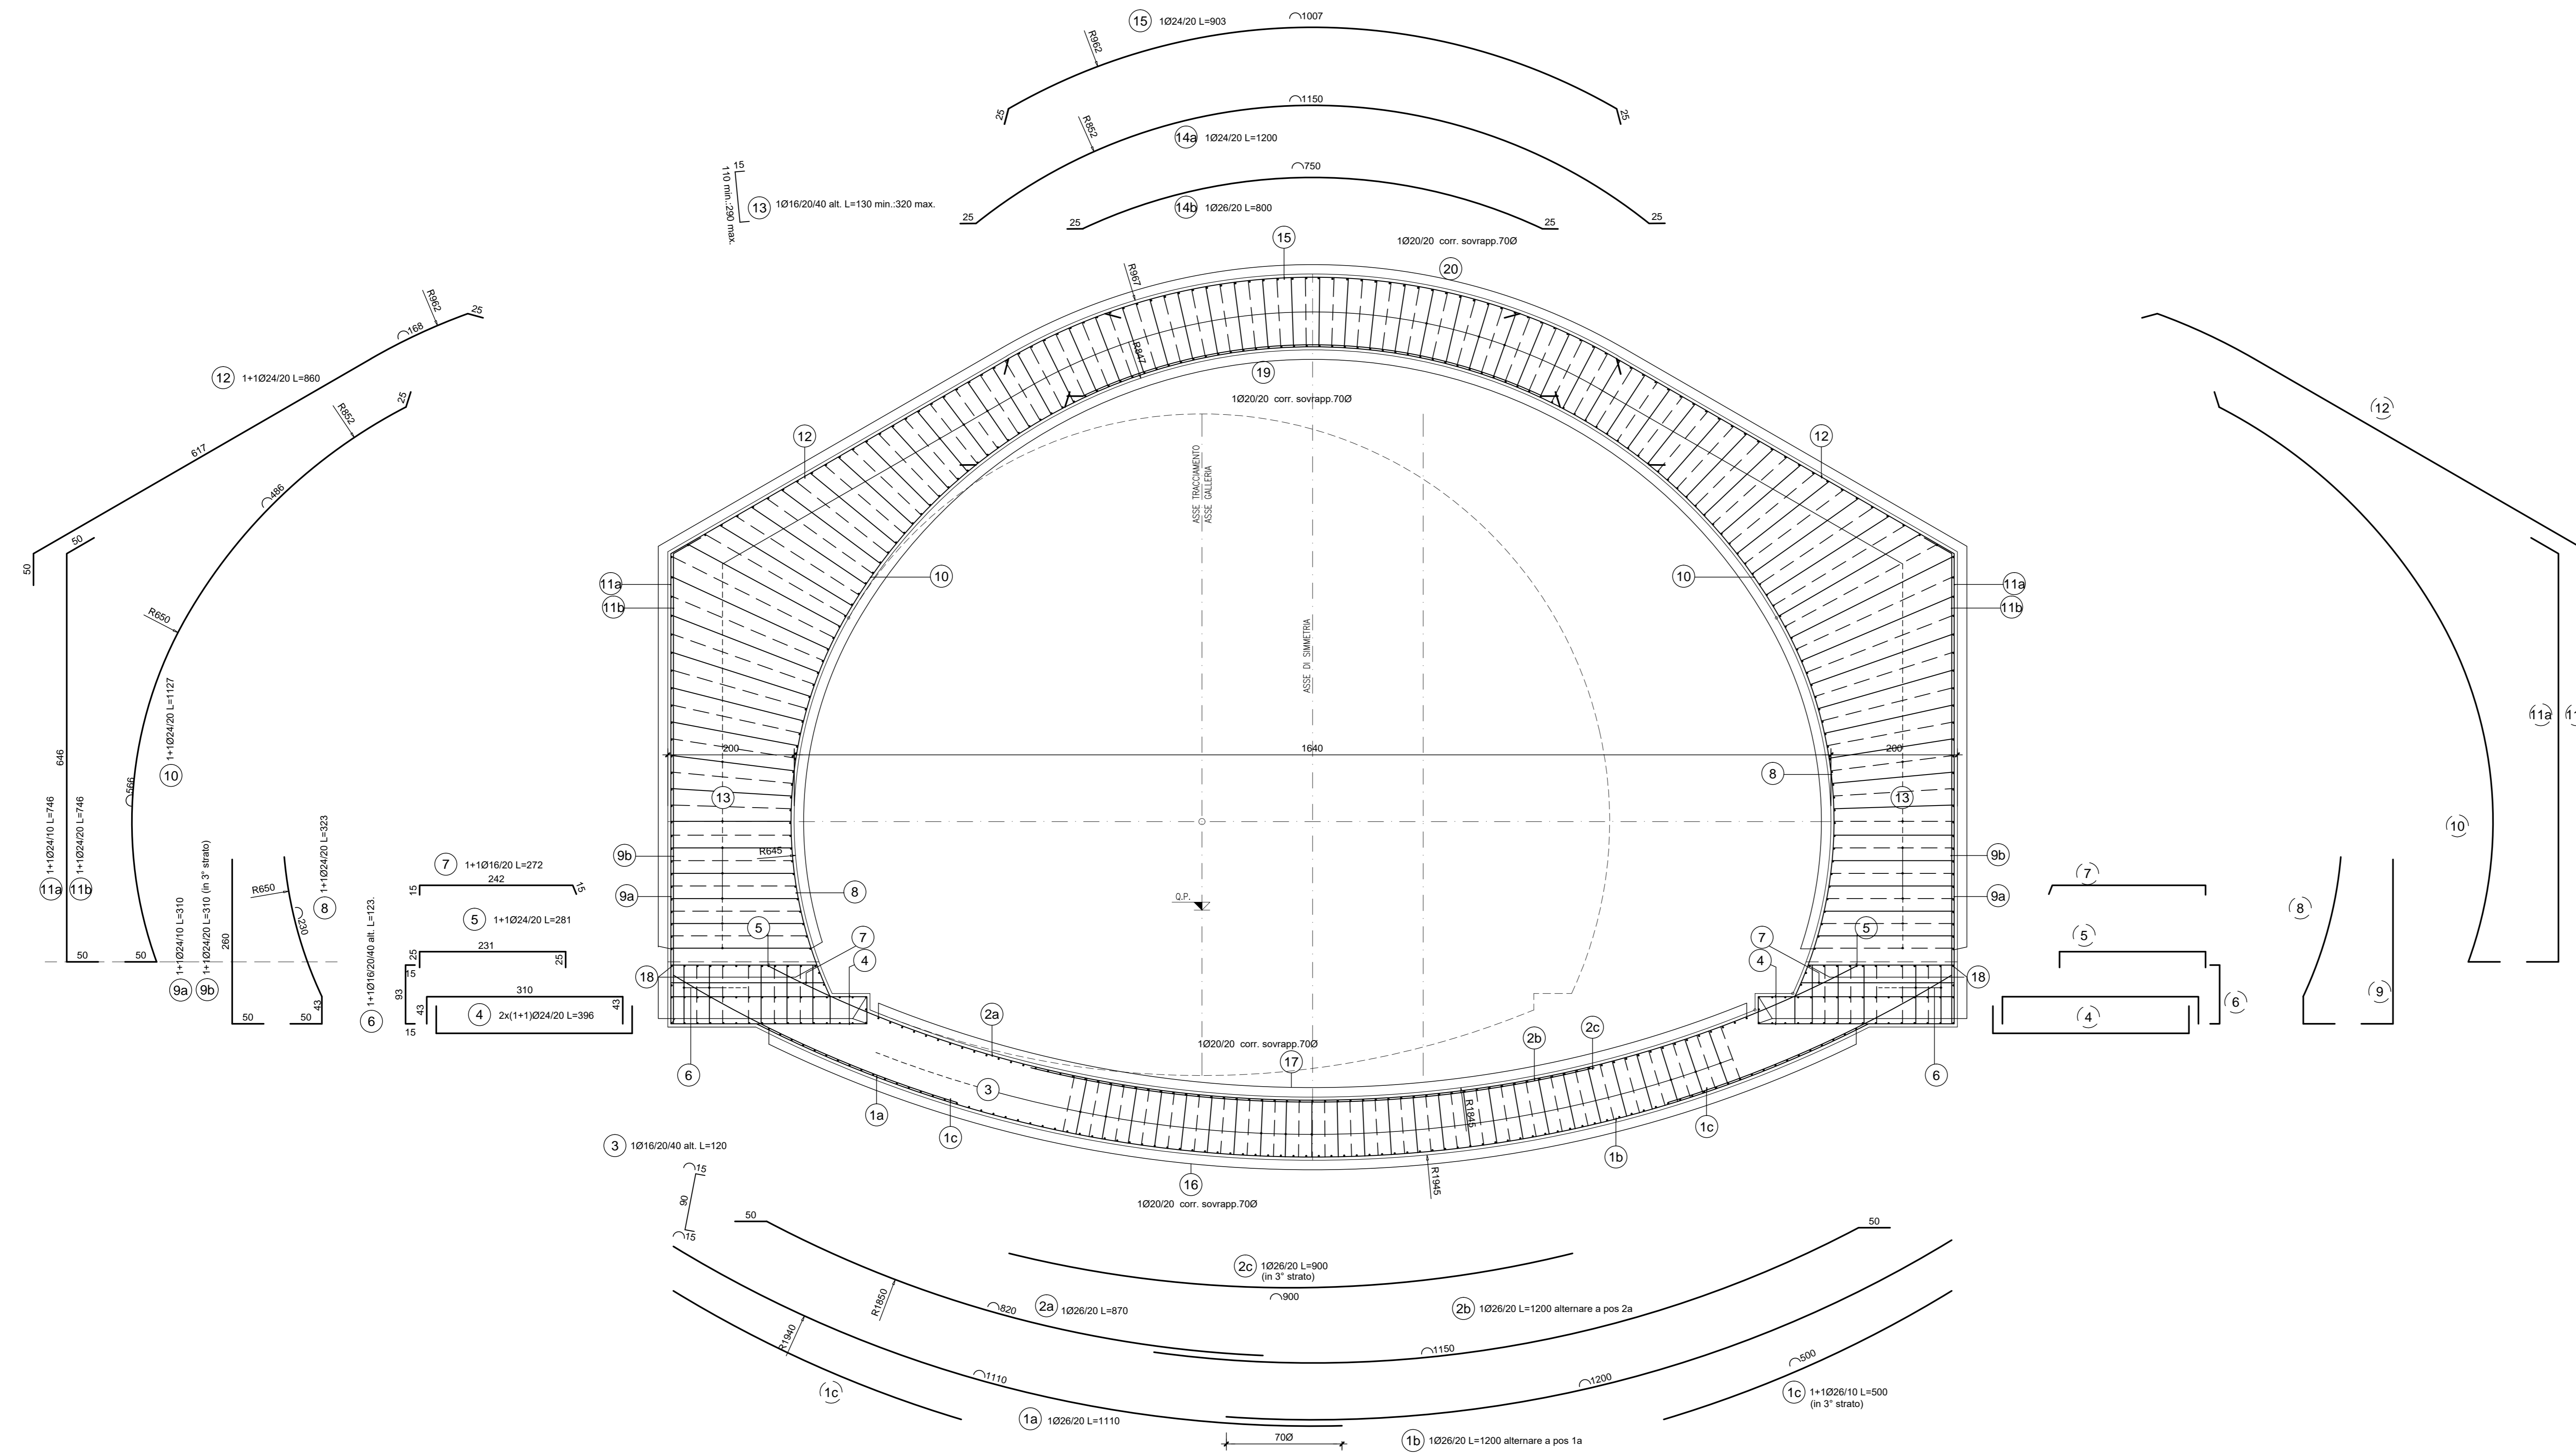 15 1Ø24/20 L=903
⌒1007
R962
25
25
⌒1150
R852
14a 1Ø24/20 L=1200
25
25
⌒750
14b 1Ø26/20 L=800
25
25
15
110 min.:290 max.
13 1Ø16/20/40 alt. L=130 min.:320 max.
15
1Ø20/20 corr. sovrapp.70Ø
20
R967
R847
19
1Ø20/20 corr. sovrapp.70Ø
R962
25
⌒168
12 1+1Ø24/20 L=860
617
50
R852
25
⌒486
R650
⌒566
10 1+1Ø24/20 L=1127
50
50
646
11a 1+1Ø24/10 L=746
11b 1+1Ø24/20 L=746
50
9a 1+1Ø24/10 L=310
9b 1+1Ø24/20 L=310 (in 3° strato)
260
50
R650
⌒230
8 1+1Ø24/20 L=323
43
50
7 1+1Ø16/20 L=272
242
15
15
5 1+1Ø24/20 L=281
231
25
25
6 1+1Ø16/20/40 alt. L=123.
15
93
15
310
43
43
4 2x(1+1)Ø24/20 L=396
12
12
11a
11b
10
10
11a
11b
ASSE TRACCIAMENTO
ASSE GALLERIA
ASSE DI SIMMETRIA
200
1640
200
13
8
13
R645
9b
9a
8
9b
9a
Q.P.
5
7
4
18
6
5
7
4
18
6
2a
1Ø20/20 corr. sovrapp.70Ø
17
2b
2c
3
1a
1c
R1845
1c
1b
16
R1945
1Ø20/20 corr. sovrapp.70Ø
12
11a
10
7
8
5
6
9
4
3 1Ø16/20/40 alt. L=120
⌒15
90
⌒15
50
50
2c 1Ø26/20 L=900
(in 3° strato)
⌒900
R1850
⌒820
2a 1Ø26/20 L=870
2b 1Ø26/20 L=1200 alternare a pos 2a
⌒1150
R1940
⌒1110
⌒1200
⌒500
1c
1c 1+1Ø26/10 L=500
(in 3° strato)
1a 1Ø26/20 L=1110
70Ø
1b 1Ø26/20 L=1200 alternare a pos 1a